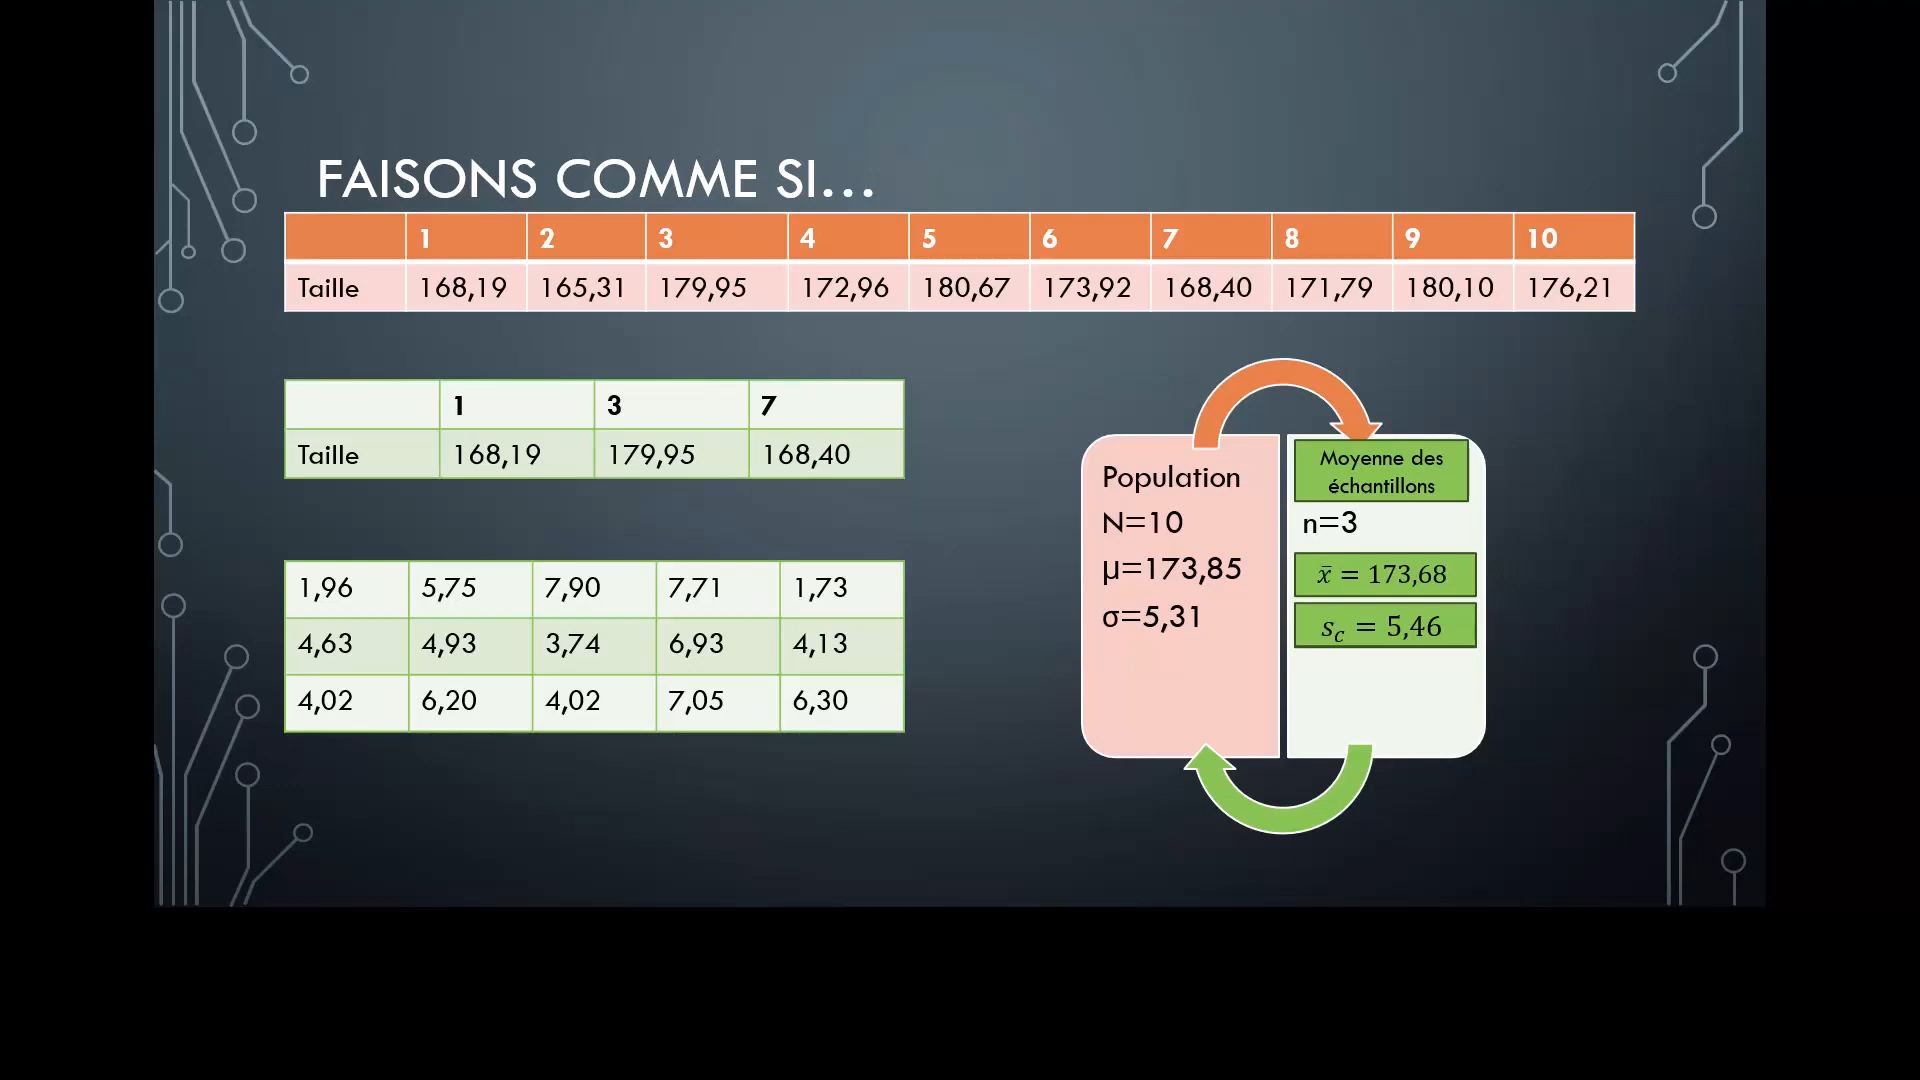 FAISONS COMME SI...
1 2 3 4 5 6 7 8 9 10
Taille 168,19 165,31 179,95 172,96 180,67 173,92 168,40 171,79 180,10 176,21
1 3 7
Taille 168,19 179,95 168,40
1,96 5,75 7,90 7,71 1,73
4,63 4,93 3,74 6,93 4,13
4,02 6,20 4,02 7,05 6,30
Population
N=10
µ=173,85
σ=5,31
Moyenne des
échantillons
n=3
x̄ = 173,68
s_c = 5,46